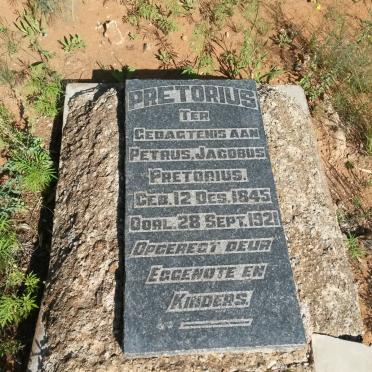 PRETORIUS
TER
GEDAGTENIS AAN
PETRUS. JACOBUS
PRETORIUS.
GEB. 12 DES. 1845
OORL. 28 SEPT. 1921
OPGEREGT DEUR
EGGENOTE EN
KINDERS.